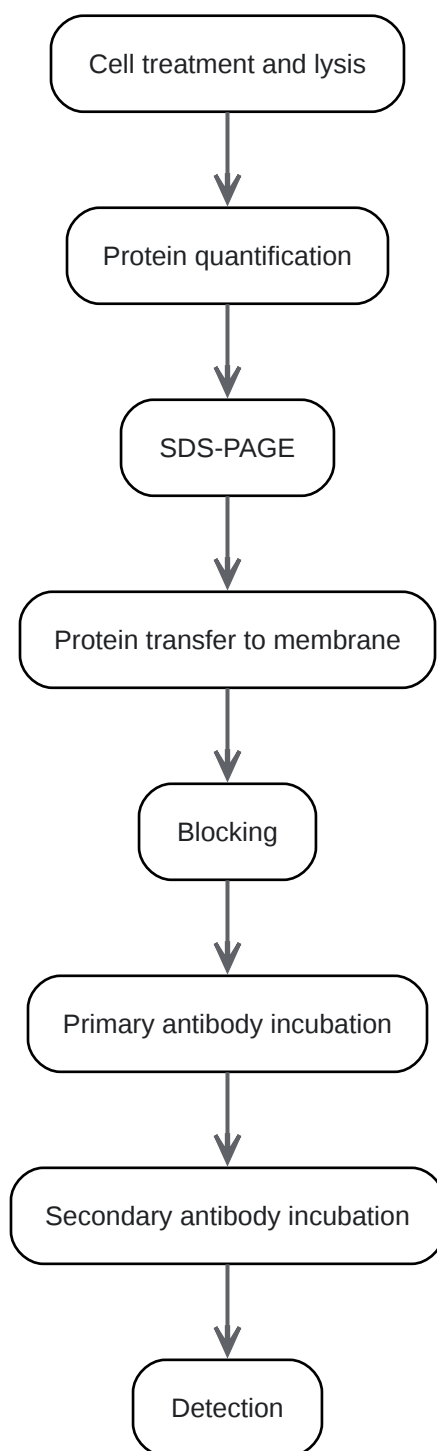 Cell treatment and lysis
Protein quantification
SDS-PAGE
Protein transfer to membrane
Blocking
Primary antibody incubation
Secondary antibody incubation
Detection